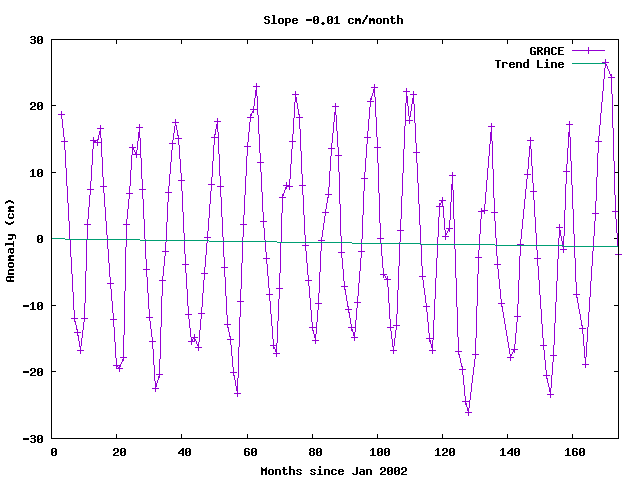 Slope -0.01 cm/month
30
20
10
0
-10
-20
-30
Anomaly (cm)
GRACE
Trend Line
0 20 40 60 80 100 120 140 160
Months since Jan 2002